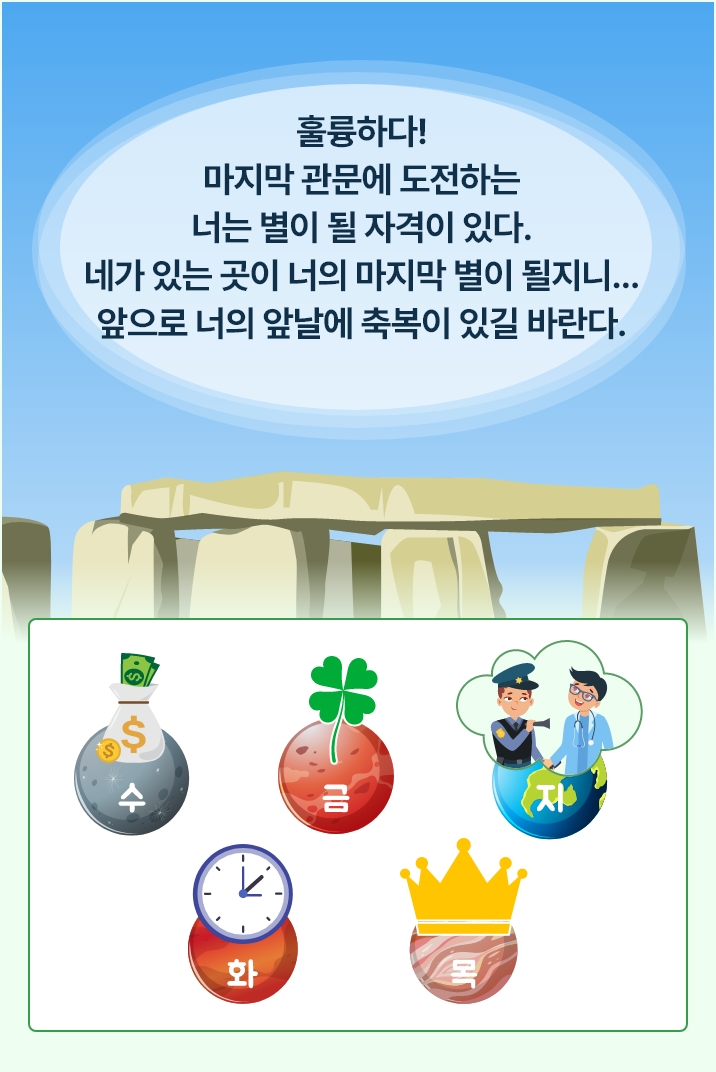 훌륭하다!
마지막 관문에 도전하는
너는 별이 될 자격이 있다.
네가 있는 곳이 너의 마지막 별이 될지니...
앞으로 너의 앞날에 축복이 있길 바란다.
$
$
수
금
지
화
목